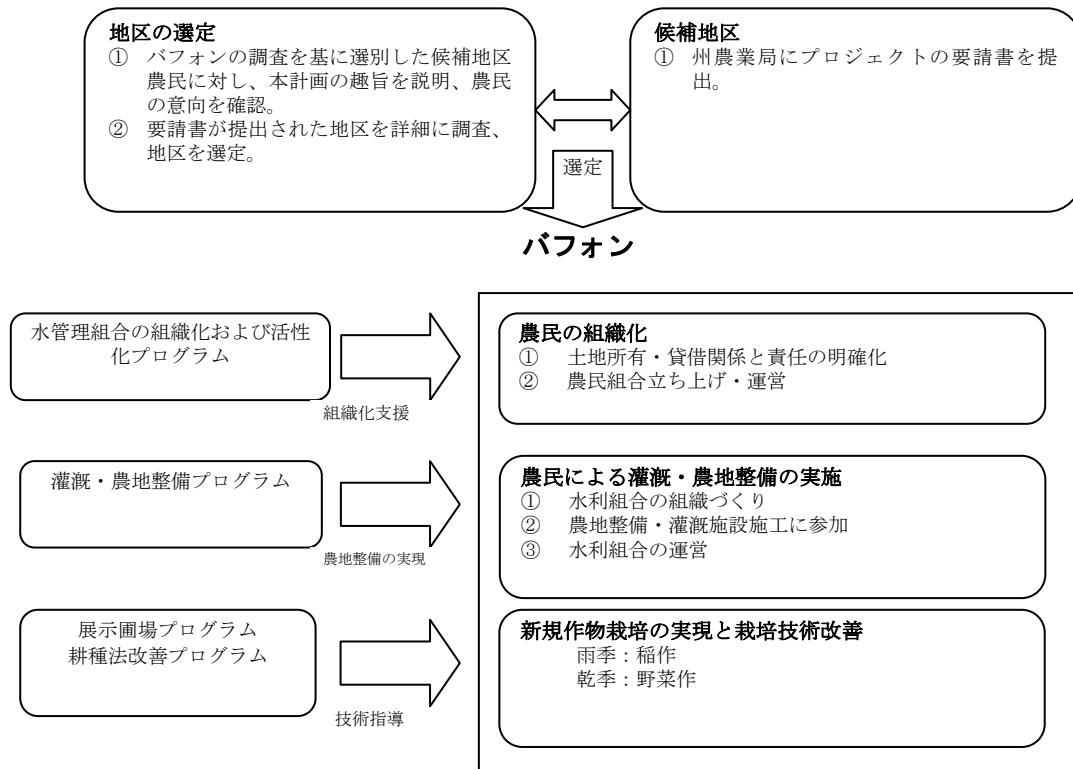 地区の選定
① バフォンの調査を基に選別した候補地区
農民に対し、本計画の趣旨を説明、農民
の意向を確認。
② 要請書が提出された地区を詳細に調査、
地区を選定。
候補地区
① 州農業局にプロジェクトの要請書を提
出。
選定
バフォン
水管理組合の組織化および活性
化プログラム
組織化支援
農民の組織化
① 土地所有・貸借関係と責任の明確化
② 農民組合立ち上げ・運営
灌漑・農地整備プログラム
農地整備の実現
農民による灌漑・農地整備の実施
① 水利組合の組織づくり
② 農地整備・灌漑施設施工に参加
③ 水利組合の運営
展示圃場プログラム
耕種法改善プログラム
技術指導
新規作物栽培の実現と栽培技術改善
雨季：稲作
乾季：野菜作